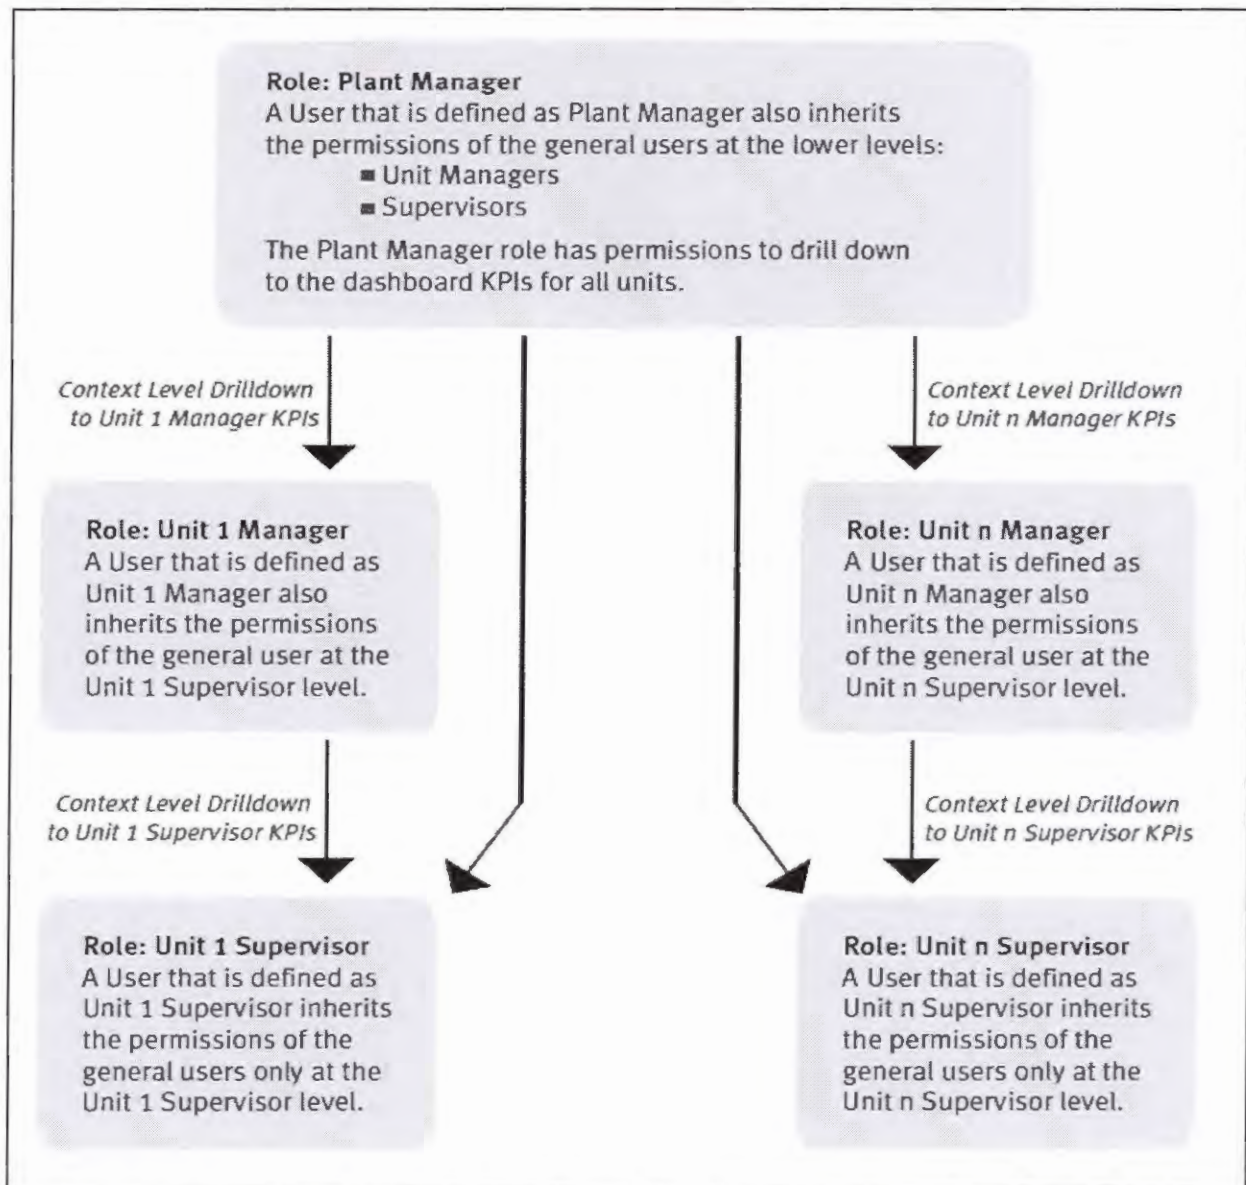 Role: Plant Manager
A User that is defined as Plant Manager also inherits
the permissions of the general users at the lower levels:
■ Unit Managers
■ Supervisors
The Plant Manager role has permissions to drill down
to the dashboard KPIs for all units.
Context Level Drilldown
to Unit 1 Manager KPIs
Context Level Drilldown
to Unit n Manager KPIs
Role: Unit 1 Manager
A User that is defined as
Unit 1 Manager also
inherits the permissions
of the general user at the
Unit 1 Supervisor level.
Role: Unit n Manager
A User that is defined as
Unit n Manager also
inherits the permissions
of the general user at the
Unit n Supervisor level.
Context Level Drilldown
to Unit 1 Supervisor KPIs
Context Level Drilldown
to Unit n Supervisor KPIs
Role: Unit 1 Supervisor
A User that is defined as
Unit 1 Supervisor inherits
the permissions of the
general users only at the
Unit 1 Supervisor level.
Role: Unit n Supervisor
A User that is defined as
Unit n Supervisor inherits
the permissions of the
general users only at the
Unit n Supervisor level.